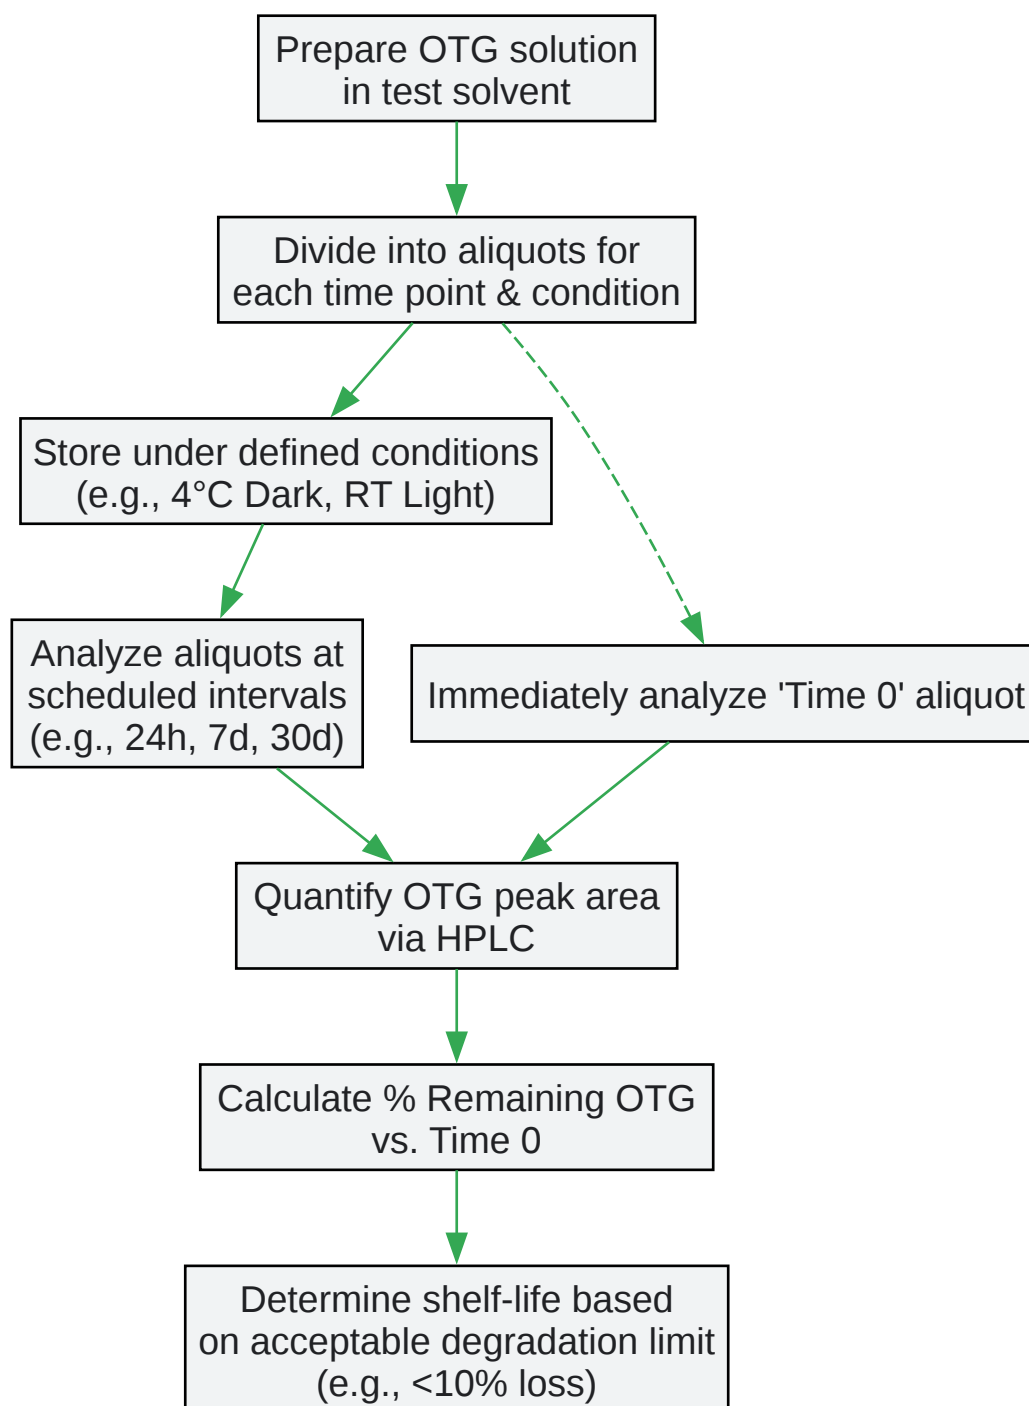 Prepare OTG solution
in test solvent
Divide into aliquots for
each time point & condition
Store under defined conditions
(e.g., 4°C Dark, RT Light)
Analyze aliquots at
scheduled intervals
(e.g., 24h, 7d, 30d)
Immediately analyze 'Time 0' aliquot
Quantify OTG peak area
via HPLC
Calculate % Remaining OTG
vs. Time 0
Determine shelf-life based
on acceptable degradation limit
(e.g., <10% loss)